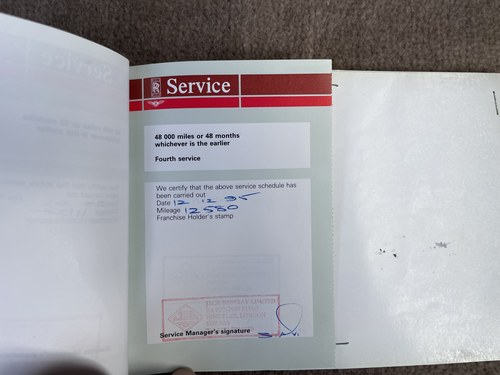 RR Service
48 000 miles or 48 months
whichever is the earlier
Fourth service
We certify that the above service schedule has
been carried out
Date 12 12 95
Mileage 12580
Franchise Holder's stamp
Service Manager's signature